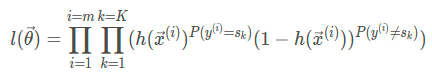 l(\vec{\theta}) = \prod_{i=1}^{i=m} \prod_{k=1}^{k=K} (h(\vec{x}^{(i)})^{P(y^{(i)}=s_k)} (1 - h(\vec{x}^{(i)}))^{P(y^{(i)} \neq s_k)})